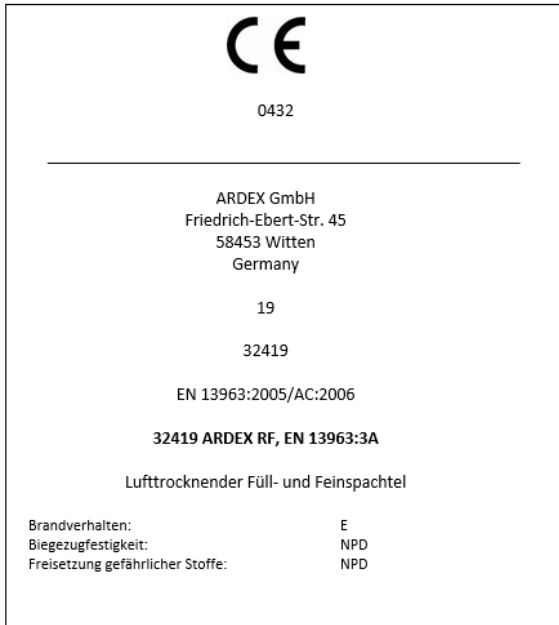 CE
0432
ARDEX GmbH
Friedrich-Ebert-Str. 45
58453 Witten
Germany
19
32419
EN 13963:2005/AC:2006
32419 ARDEX RF, EN 13963:3A
Lufttrocknender Füll- und Feinspachtel
Brandverhalten: E
Biegezugfestigkeit: NPD
Freisetzung gefährlicher Stoffe: NPD